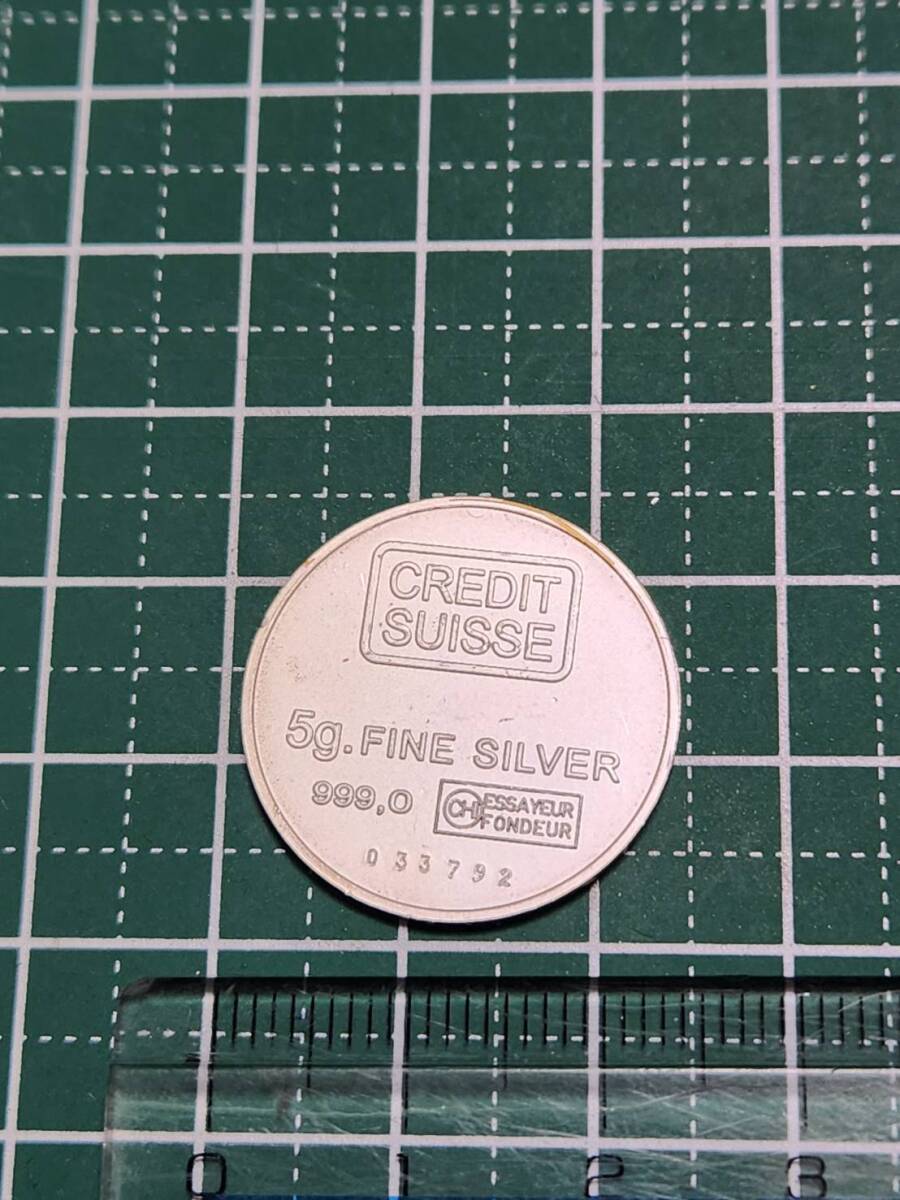 CREDIT
SUISSE
5g. FINE SILVER
999,0 CHI ESSAYEUR
FONDEUR
033792
0 1 2 3